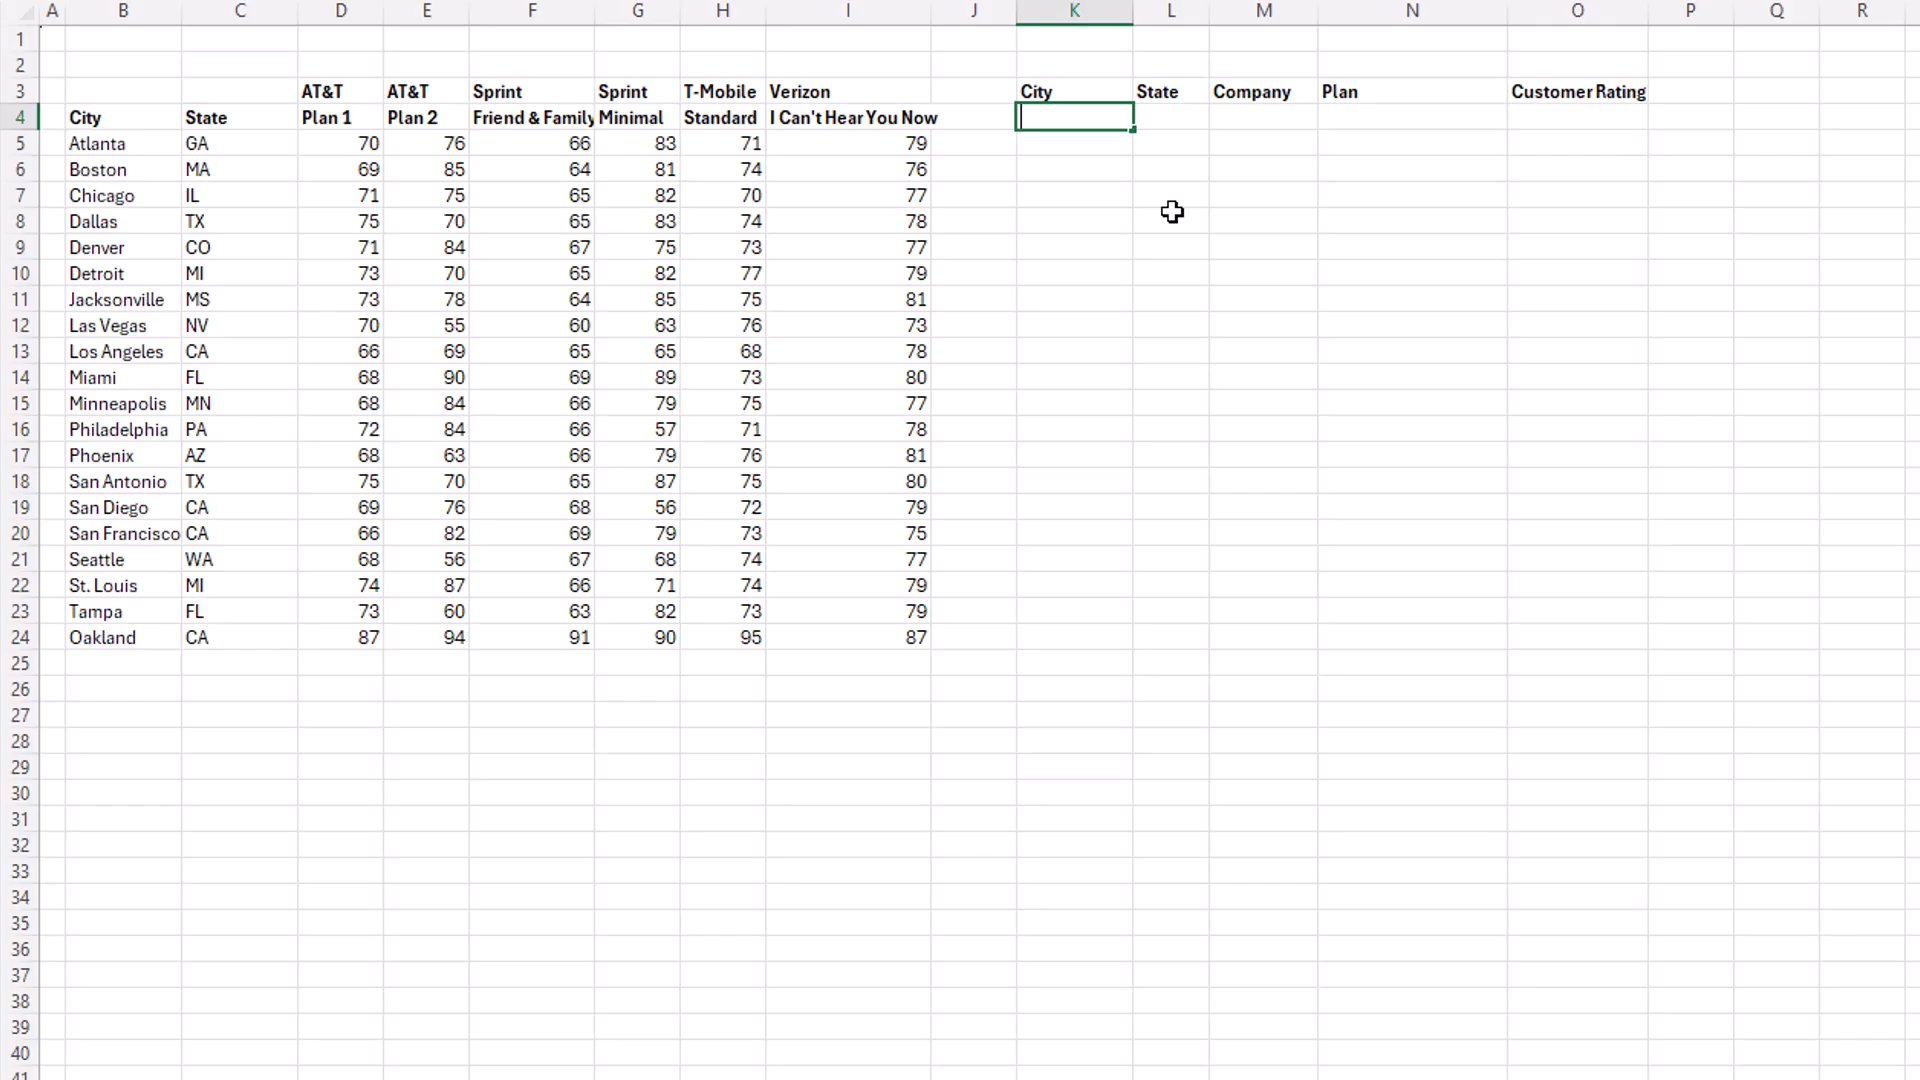 A B C D E F G H I J K L M N O P Q R
1
2
3 AT&T AT&T Sprint Sprint T-Mobile Verizon City State Company Plan Customer Rating
4 City State Plan 1 Plan 2 Friend & Family Minimal Standard I Can't Hear You Now
5 Atlanta GA 70 76 66 83 71 79
6 Boston MA 69 85 64 81 74 76
7 Chicago IL 71 75 65 82 70 77
8 Dallas TX 75 70 65 83 74 78
9 Denver CO 71 84 67 75 73 77
10 Detroit MI 73 70 65 82 77 79
11 Jacksonville MS 73 78 64 85 75 81
12 Las Vegas NV 70 55 60 63 76 73
13 Los Angeles CA 66 69 65 65 68 78
14 Miami FL 68 90 69 89 73 80
15 Minneapolis MN 68 84 66 79 75 77
16 Philadelphia PA 72 84 66 57 71 78
17 Phoenix AZ 68 63 66 79 76 81
18 San Antonio TX 75 70 65 87 75 80
19 San Diego CA 69 76 68 56 72 79
20 San Francisco CA 66 82 69 79 73 75
21 Seattle WA 68 56 67 68 74 77
22 St. Louis MI 74 87 66 71 74 79
23 Tampa FL 73 60 63 82 73 79
24 Oakland CA 87 94 91 90 95 87
25
26
27
28
29
30
31
32
33
34
35
36
37
38
39
40
41